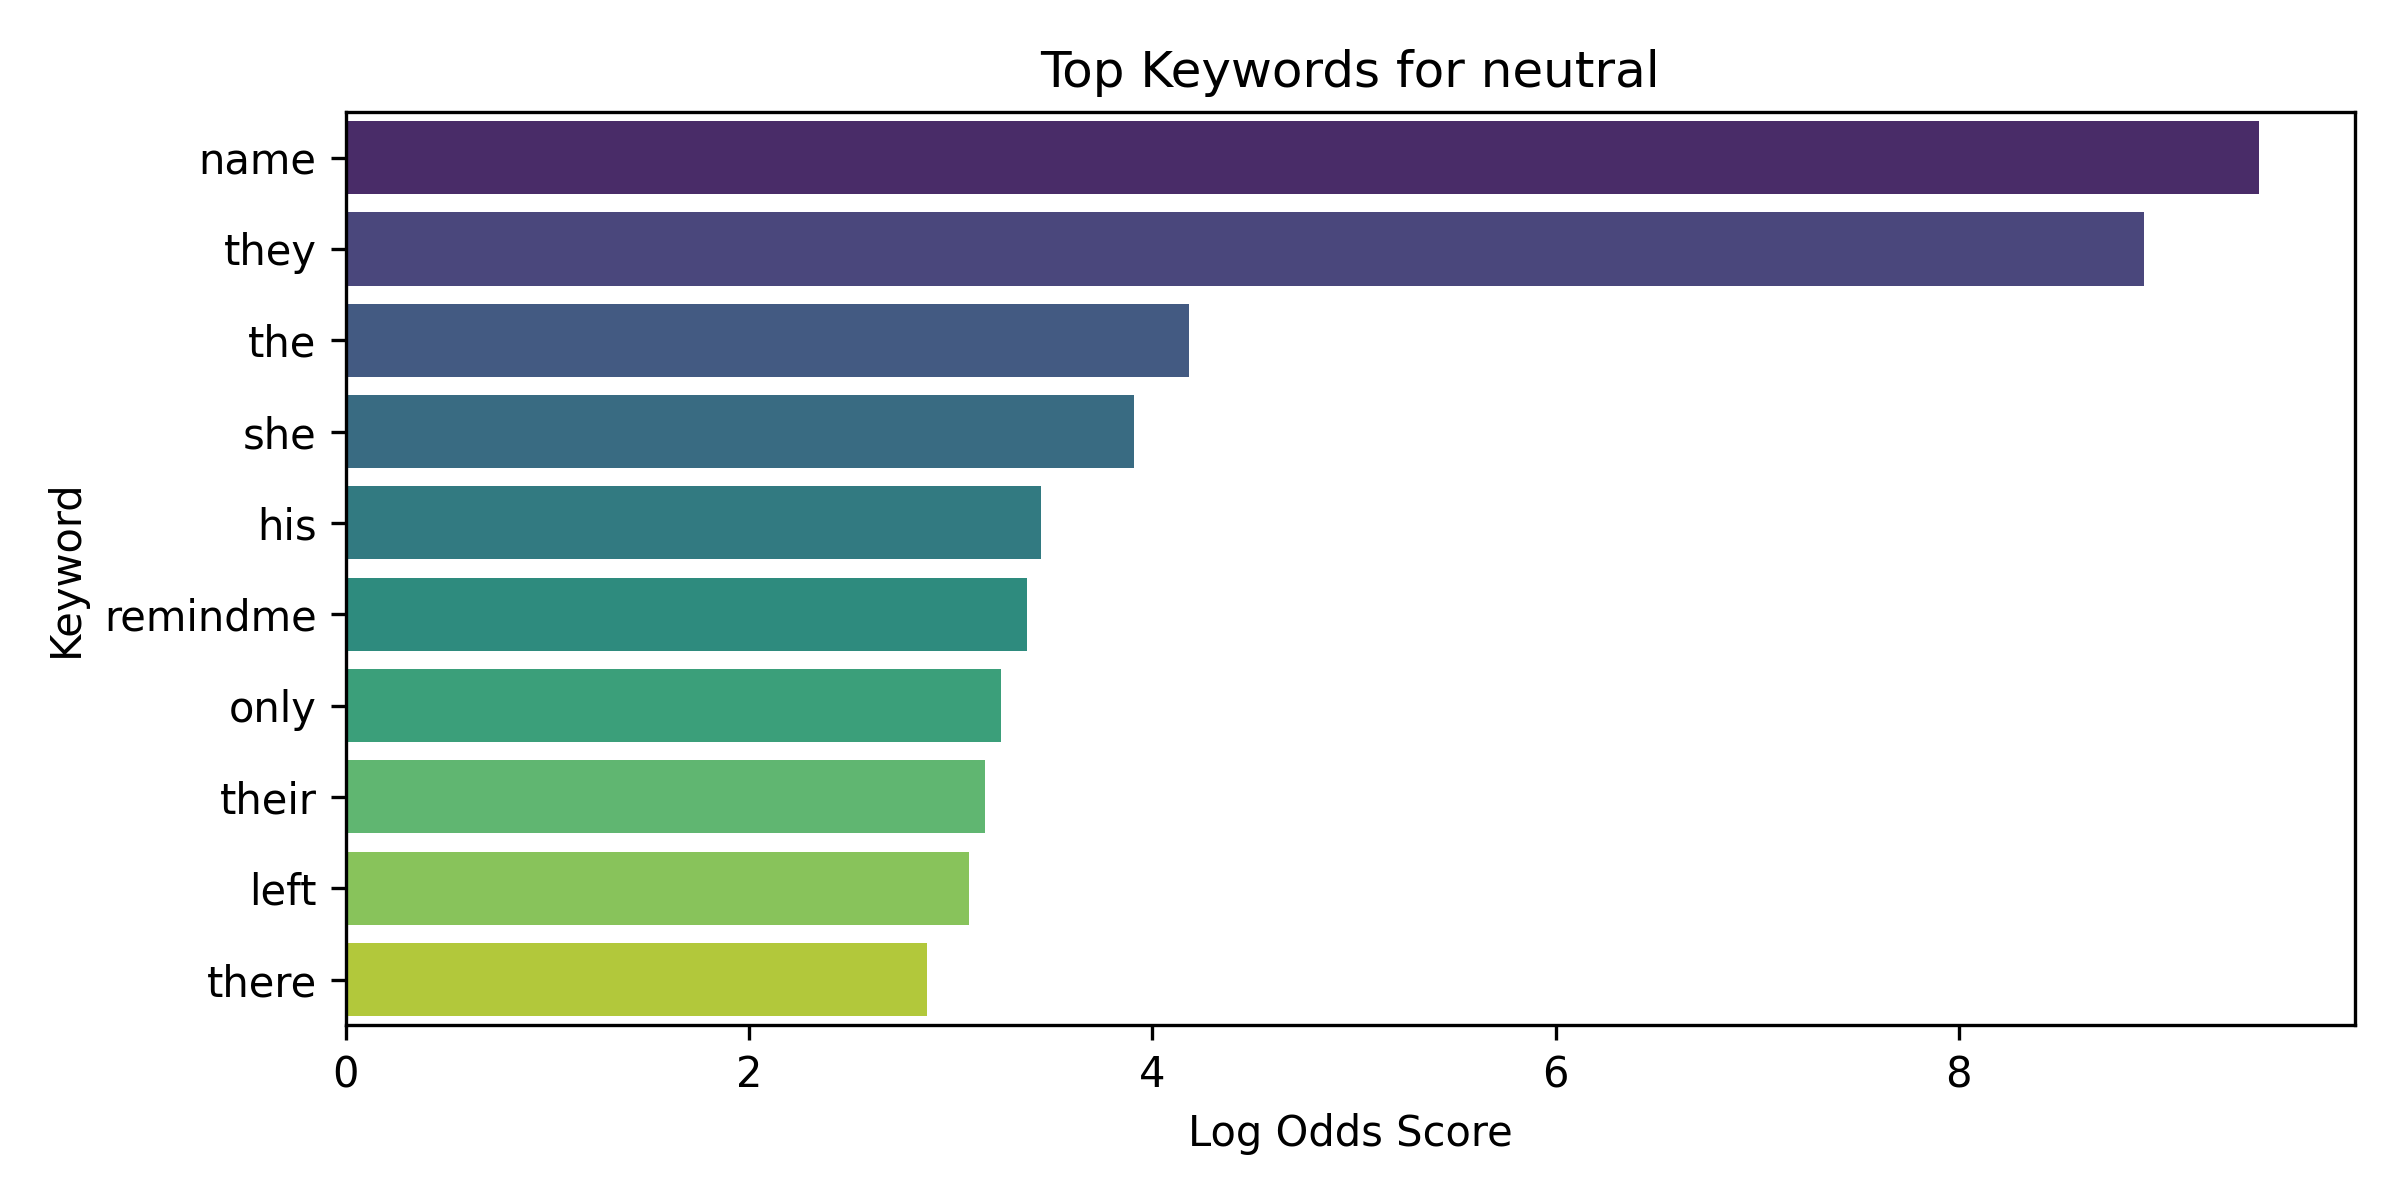 Top Keywords for neutral
Keyword
name
they
the
she
his
remindme
only
their
left
there
0 2 4 6 8
Log Odds Score